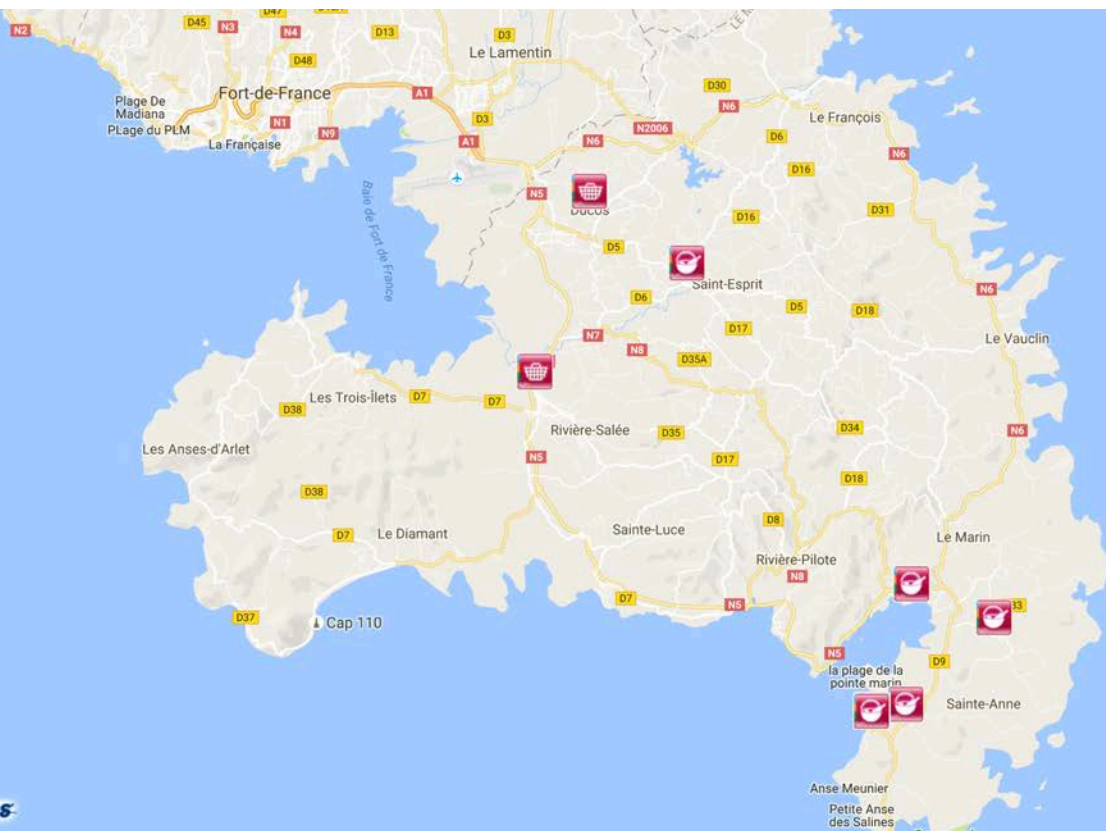 D47
D45
N3
N2
N4
D13
D3
LE M
Le Lamentin
D48
D30
Fort-de-France
A1
N6
Plage De
Madiana
PLage du PLM
N1
N9
D3
Le François
La Française
A1
N6
N2006
D6
N6
D16
Baie de Fort de France
N5
Ducos
D16
D31
D5
Saint-Esprit
D6
N6
D5
D18
N7
D17
Le Vauclin
N8
D35A
Les Trois-Îlets
D7
D7
D38
Rivière-Salée
D35
D34
N6
Les Anses-d'Arlet
N5
D17
D18
D38
D7
Le Diamant
Sainte-Luce
D8
Le Marin
Rivière-Pilote
N8
D7
N5
D37
Cap 110
N5
D9
la plage de la
pointe marin
Sainte-Anne
Anse Meunier
Petite Anse
des Salines